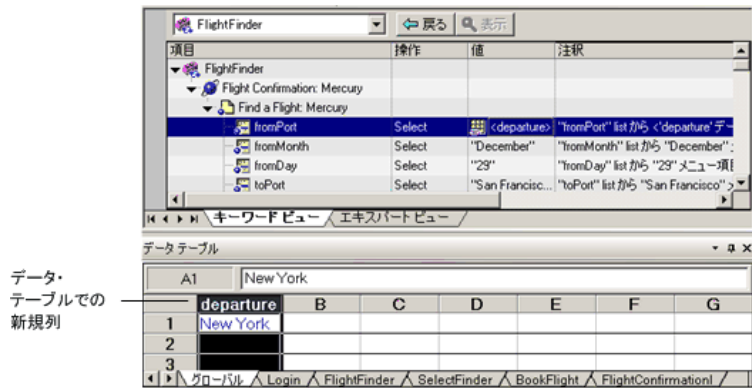 FlightFinder 戻る 表示
項目 操作 値 注釈
FlightFinder
Flight Confirmation: Mercury
Find a Flight: Mercury
fromPort Select <departure> "fromPort" list から <'departure' デー
fromMonth Select "December" "fromMonth" list から "December":
fromDay Select "29" "fromDay" list から "29" メニュー項目
toPort Select "San Francisc... "toPort" list から "San Francisco" >
キーワード ビュー エキスパート ビュー
データ テーブル
A1 New York
データ・
テーブルでの
新規列
departure B C D E F G
1 New York
2
3
グローバル Login FlightFinder SelectFinder BookFlight FlightConfirmationI